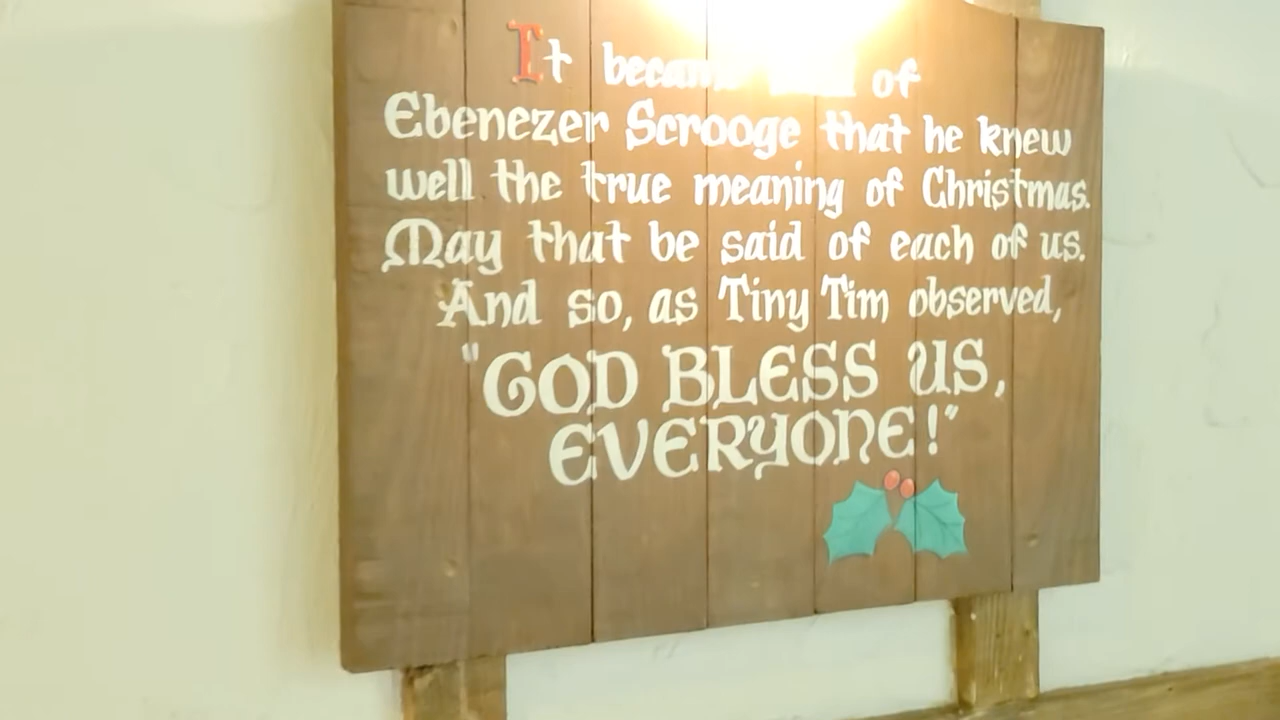 It became of
Ebenezer Scrooge that he knew
well the true meaning of Christmas.
May that be said of each of us.
And so, as Tiny Tim observed,
"GOD BLESS US,
EVERYONE!"